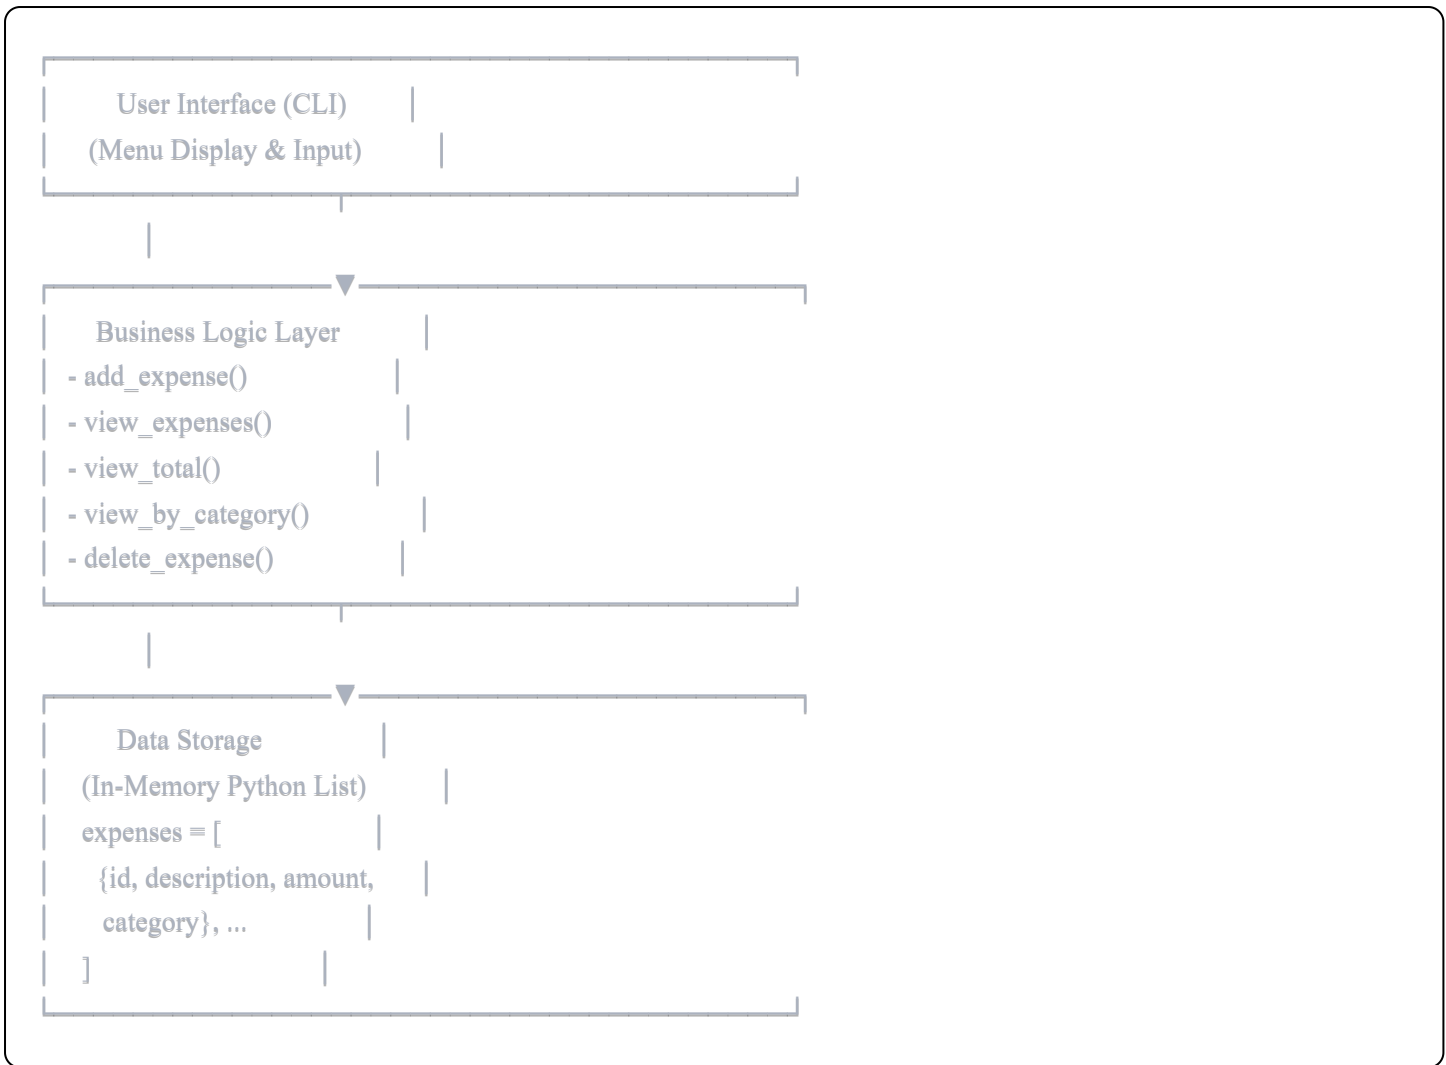 User Interface (CLI)
(Menu Display & Input)
Business Logic Layer
- add_expense()
- view_expenses()
- view_total()
- view_by_category()
- delete_expense()
Data Storage
(In-Memory Python List)
expenses = [
{id, description, amount,
category}, ...
]